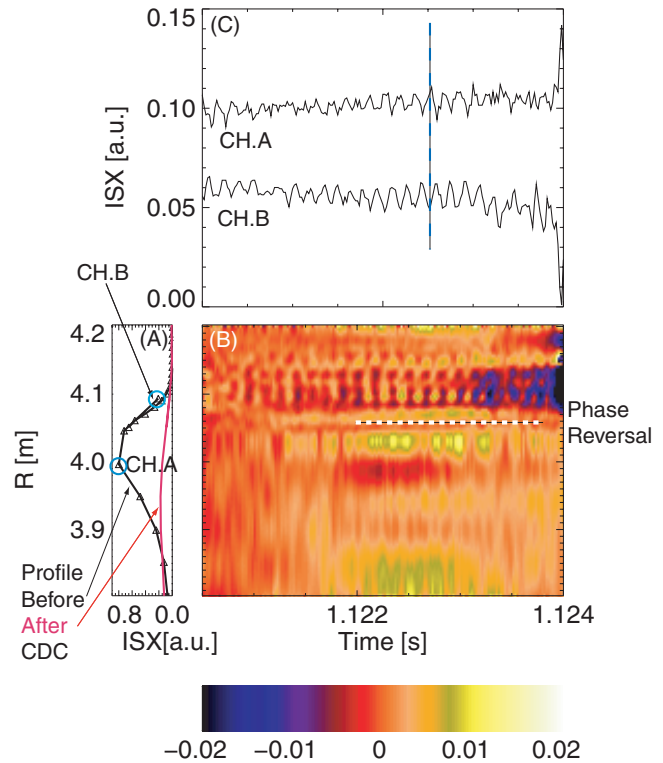 (C)
ISX [a.u.]
0.10
0.05
0.00
CH.A
CH.B
CH.B
(A)
(B)
R [m]
4.2
4.1
4.0
3.9
CH.A
Phase
Reversal
Profile
Before
After
CDC
0.8 0.0
ISX[a.u.]
1.122
1.124
Time [s]
−0.02
−0.01
0
0.01
0.02